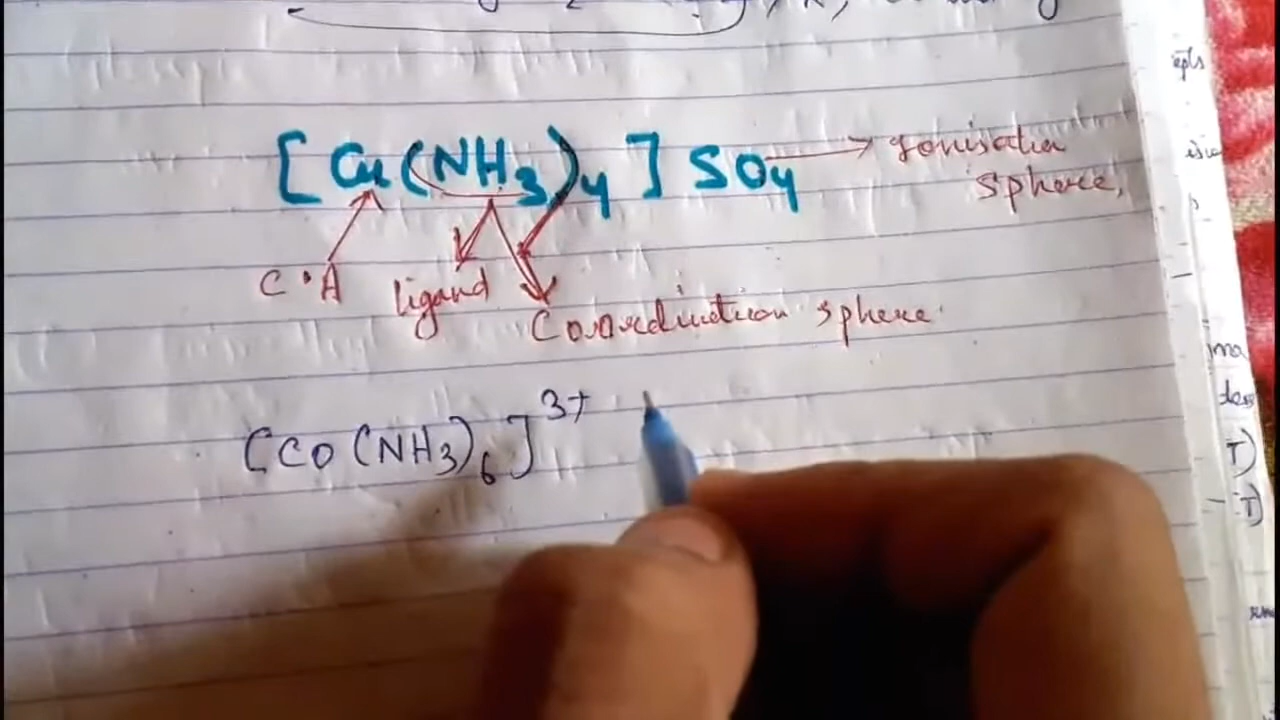 [Cu(NH3)4] SO4 → Ionisation
sphere,
C·A ligand
Coordination sphere.
[CO(NH3)6]3+
T)
T)